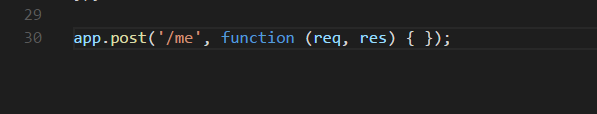 29
30 app.post('/me', function (req, res) { });